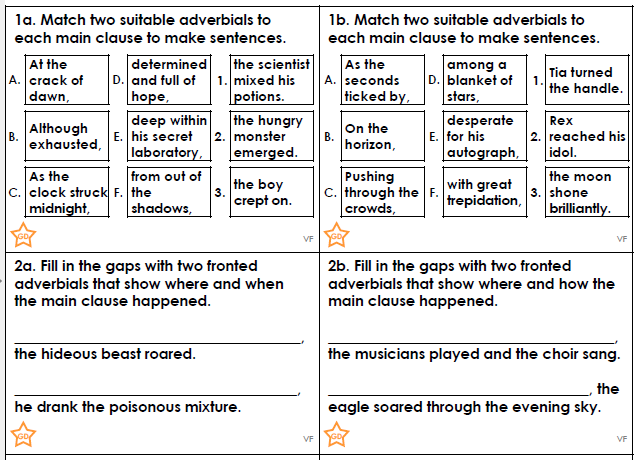 1a. Match two suitable adverbials to
each main clause to make sentences.
A. At the
crack of
dawn,
D. determined
and full of
hope,
1. the scientist
mixed his
potions.
B. Although
exhausted,
E. deep within
his secret
laboratory,
2. the hungry
monster
emerged.
C. As the
clock struck
midnight,
F. from out of
the
shadows,
3. the boy
crept on.
GD
VF
1b. Match two suitable adverbials to
each main clause to make sentences.
A. As the
seconds
ticked by,
D. among a
blanket of
stars,
1. Tia turned
the handle.
B. On the
horizon,
E. desperate
for his
autograph,
2. Rex
reached his
idol.
C. Pushing
through the
crowds,
F. with great
trepidation,
3. the moon
shone
brilliantly.
GD
VF
2a. Fill in the gaps with two fronted
adverbials that show where and when
the main clause happened.
,
the hideous beast roared.
,
he drank the poisonous mixture.
GD
VF
2b. Fill in the gaps with two fronted
adverbials that show where and how the
main clause happened.
,
the musicians played and the choir sang.
, the
eagle soared through the evening sky.
GD
VF